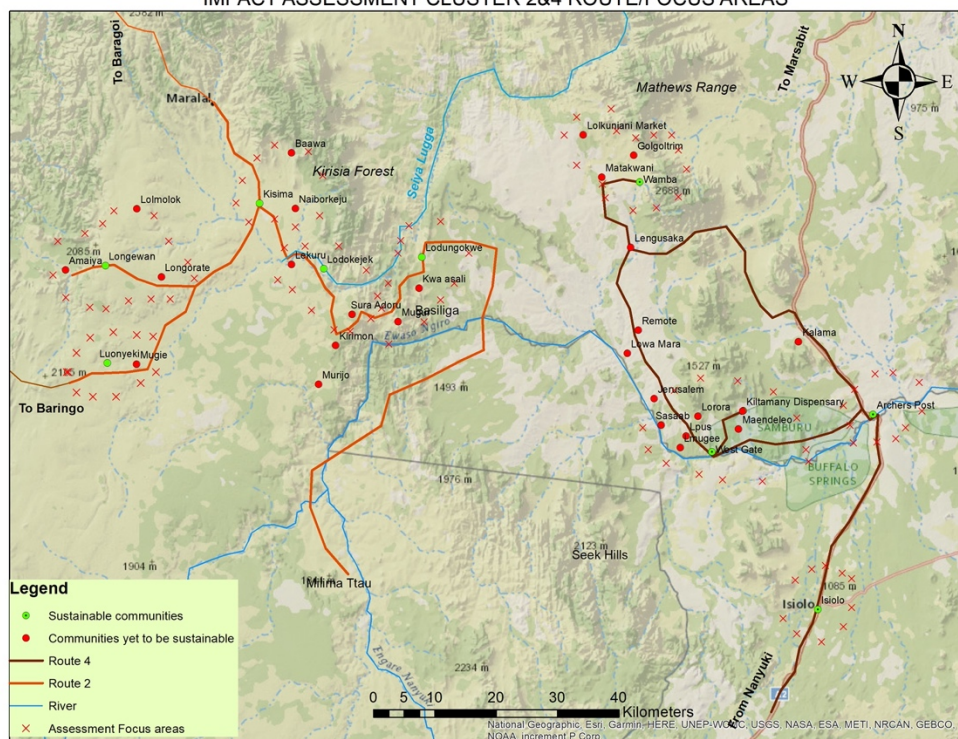 IMPACT ASSESSMENT CLUSTER 2&4 ROUTE/FOCUS AREAS
2382 m
To Baragoi
To Marsabit
N
W
E
S
Mathews Range
975 m
Maralal
Lolkuniani Market
Baawa
Golgoltrim
Kirisia Forest
Matakwani
Wamba
2688 m
Seiya Lugga
Kisima
Lolmolok
Naiborkeju
Lengusaka
2085 m
Amaiya
Longewan
Longorate
Lekuru
Lodokejek
Lodungokwe
Kwa asali
Basiliga
Sura Adoru
Mugur
Ewaso Ngiro
Remote
Kirimon
Lowa Mara
Kalama
Luonyeki
Mugie
Murijo
1493 m
1527 m
To Baringo
Jerusalem
Lorora
Kiltamany Dispensary
Archers Post
Sasaab
Lpus
Maendeleo
SAMBURU
West Gate
BUFFALO
SPRINGS
1976 m
2123 m
Seek Hills
1904 m
Milima Ttau
1085 m
Isiolo
Isiolo
Engare Nanyuki
2234 m
From Nanyuki
Legend
Sustainable communities
Communities yet to be sustainable
Route 4
Route 2
River
Assessment Focus areas
0 5 10 20 30 40
Kilometers
National Geographic, Esri, Garmin, HERE, UNEP-WCMC, USGS, NASA, ESA, METI, NRCAN, GEBCO,
NOAA, increment P Corp.